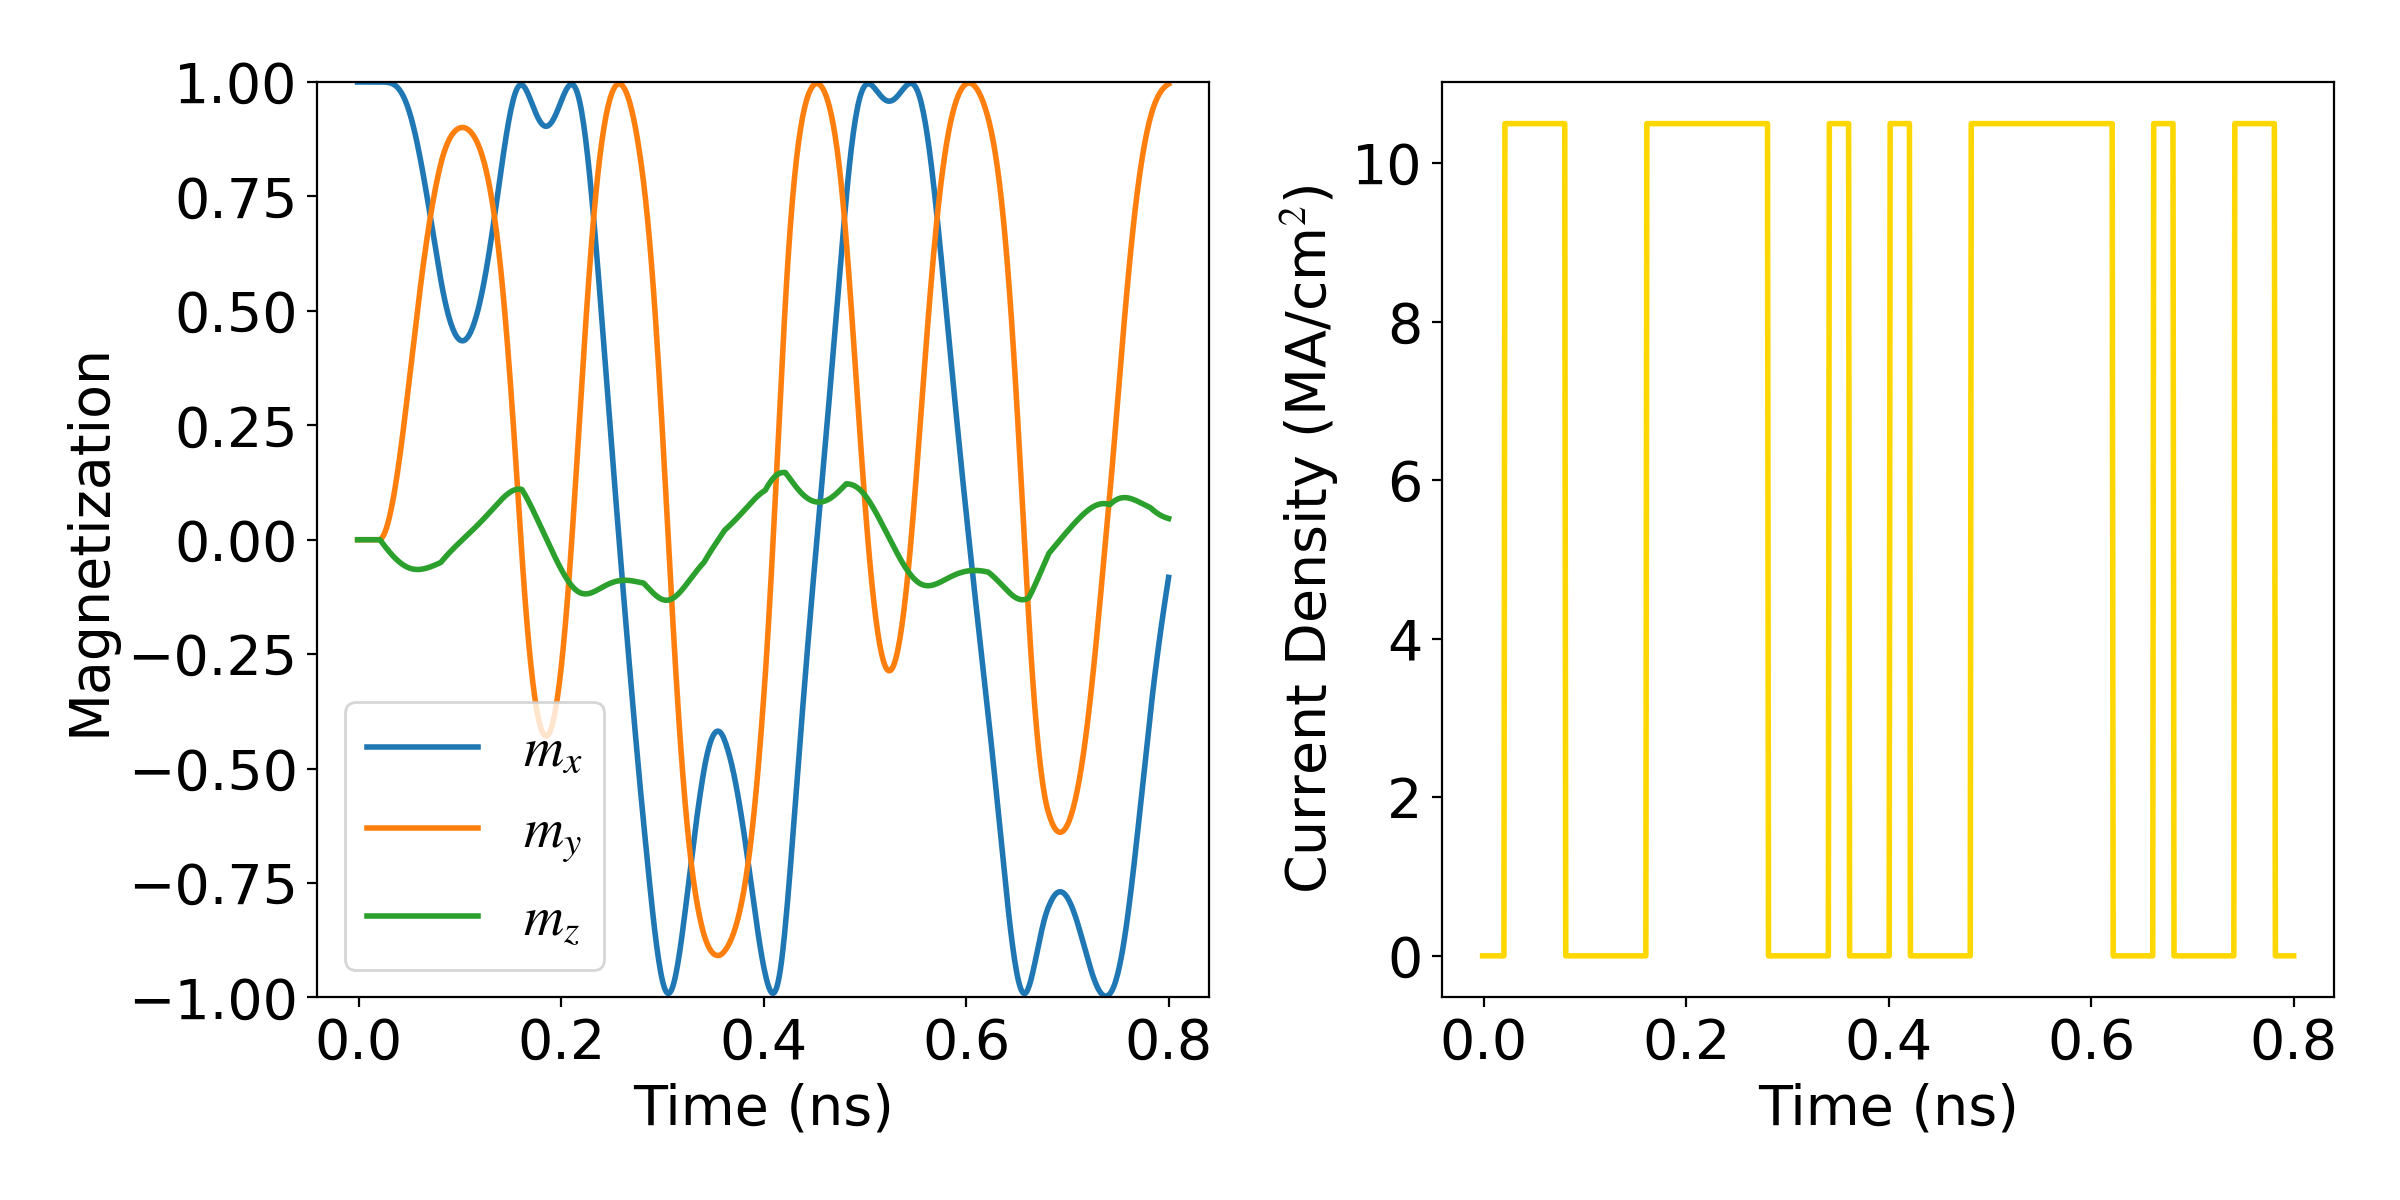 Magnetization
1.00
0.75
0.50
0.25
0.00
−0.25
−0.50
−0.75
−1.00
m_x
m_y
m_z
0.0 0.2 0.4 0.6 0.8
Time (ns)
Current Density (MA/cm²)
10
8
6
4
2
0
0.0 0.2 0.4 0.6 0.8
Time (ns)